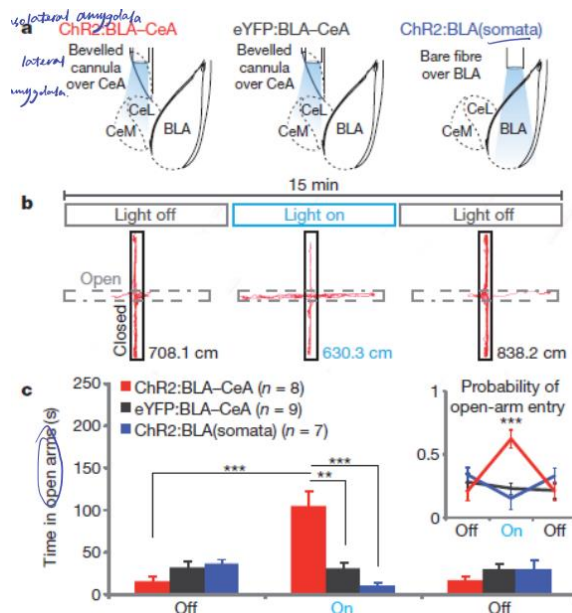 amygdala
a
ChR2:BLA–CeA
eYFP:BLA–CeA
ChR2:BLA(somata)
lateral
Bevelled
cannula
over CeA
Bevelled
cannula
over CeA
Bare fibre
over BLA
CeL
CeM
BLA
CeL
CeM
BLA
CeL
CeM
BLA
b
15 min
Light off
Light on
Light off
Open
Closed
708.1 cm
630.3 cm
838.2 cm
c
Time in open arms (s)
250
200
150
100
50
0
ChR2:BLA–CeA (n = 8)
eYFP:BLA–CeA (n = 9)
ChR2:BLA(somata) (n = 7)
***
***
**
Probability of
open-arm entry
***
1
0.5
0
Off
On
Off
Off
On
Off